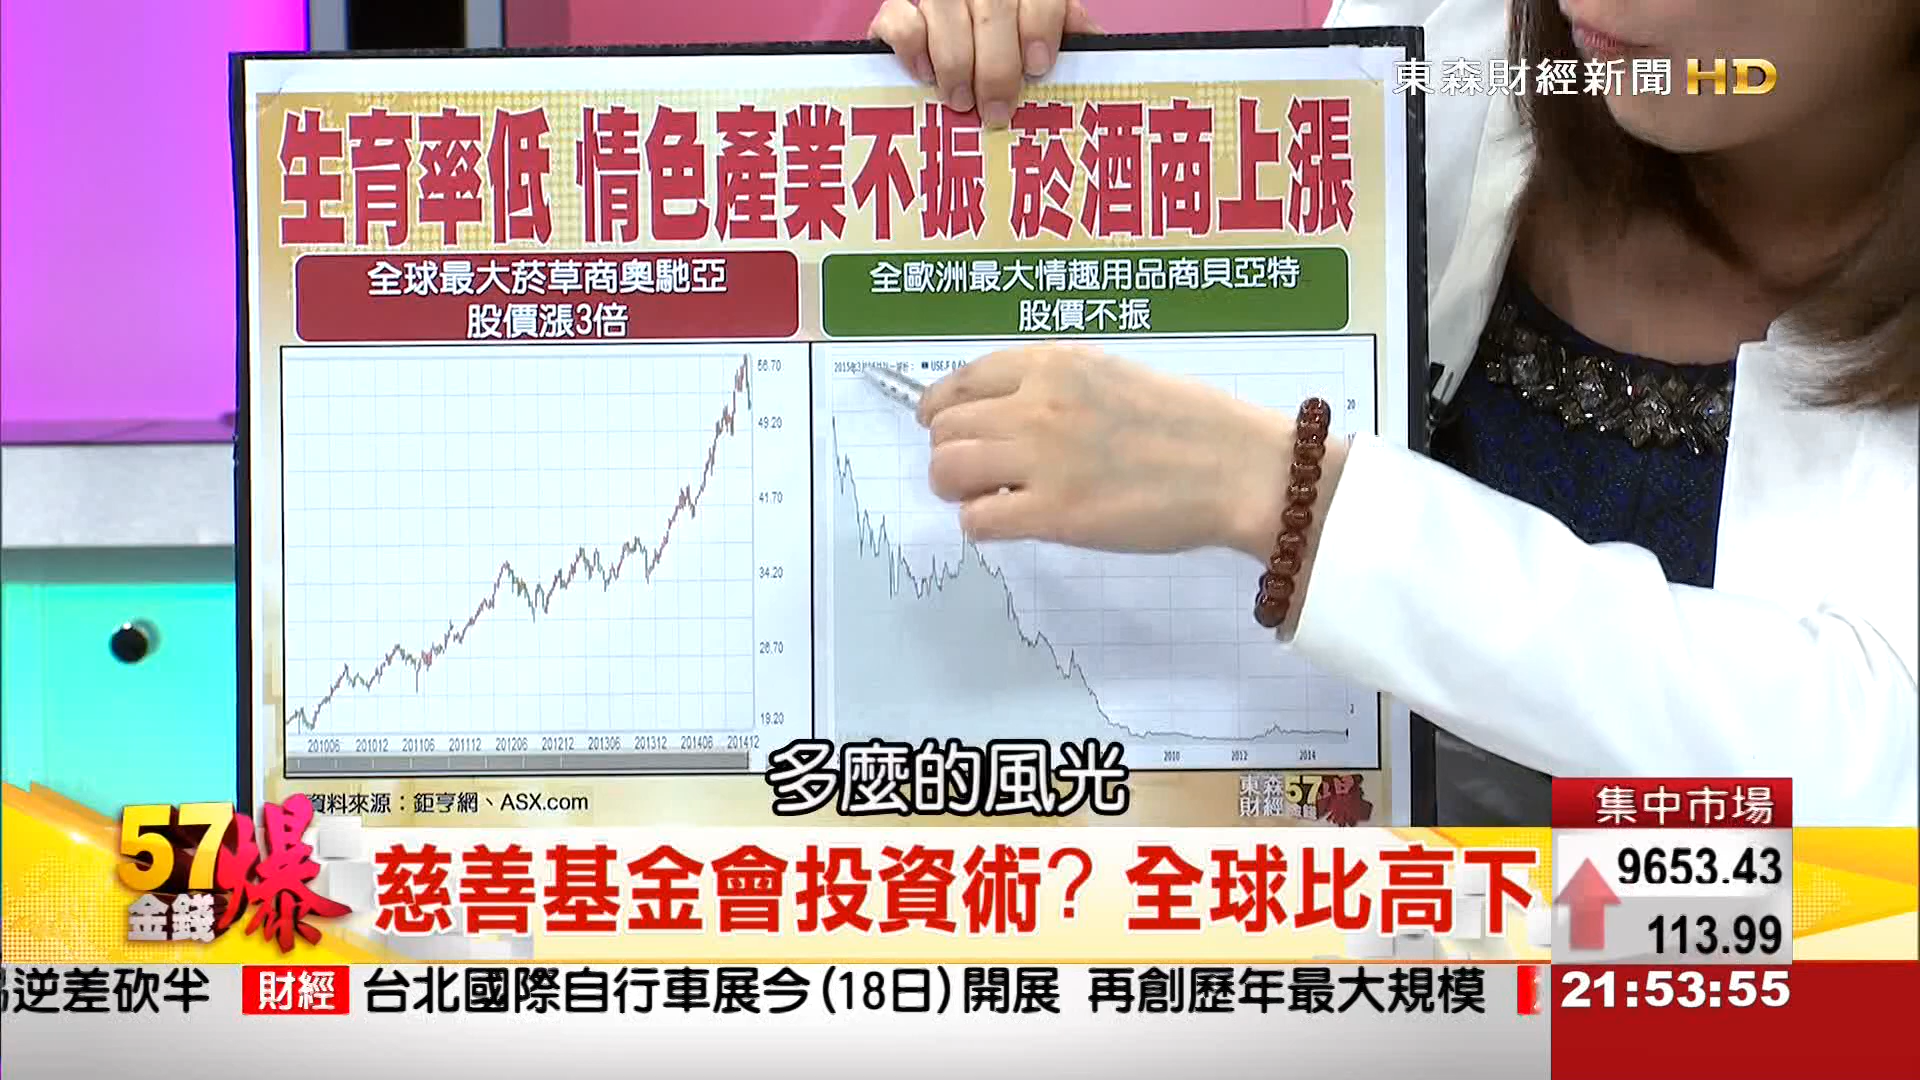 東森財經新聞 HD
生育率低 情色產業不振 菸酒商上漲
全球最大菸草商奧馳亞
股價漲3倍
全歐洲最大情趣用品商貝亞特
股價不振
56.70
49.20
41.70
34.20
26.70
19.20
201006 201012 201106 201112 201206 201212 201306 201312 201406 201412
20
2
2010 2012 2014
資料來源：鉅亨網、ASX.com
東森財經 57金錢爆
多麼的風光
57金錢爆
慈善基金會投資術? 全球比高下
集中市場
9653.43
113.99
逆差砍半 財經 台北國際自行車展今(18日)開展 再創歷年最大規模
21:53:55